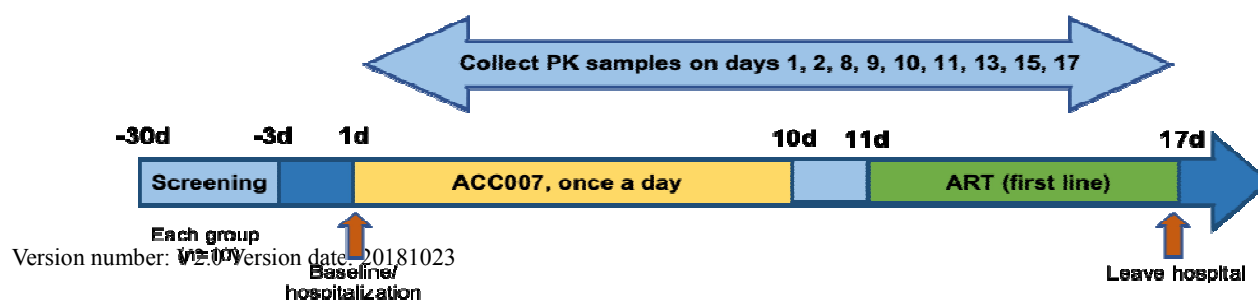 Collect PK samples on days 1, 2, 8, 9, 10, 11, 13, 15, 17
-30d -3d 1d 10d 11d 17d
Screening ACC007, once a day ART (first line)
Each group
(n=10)
Version number: V2.0 Version date: 20181023
Baseline/
hospitalization
Leave hospital